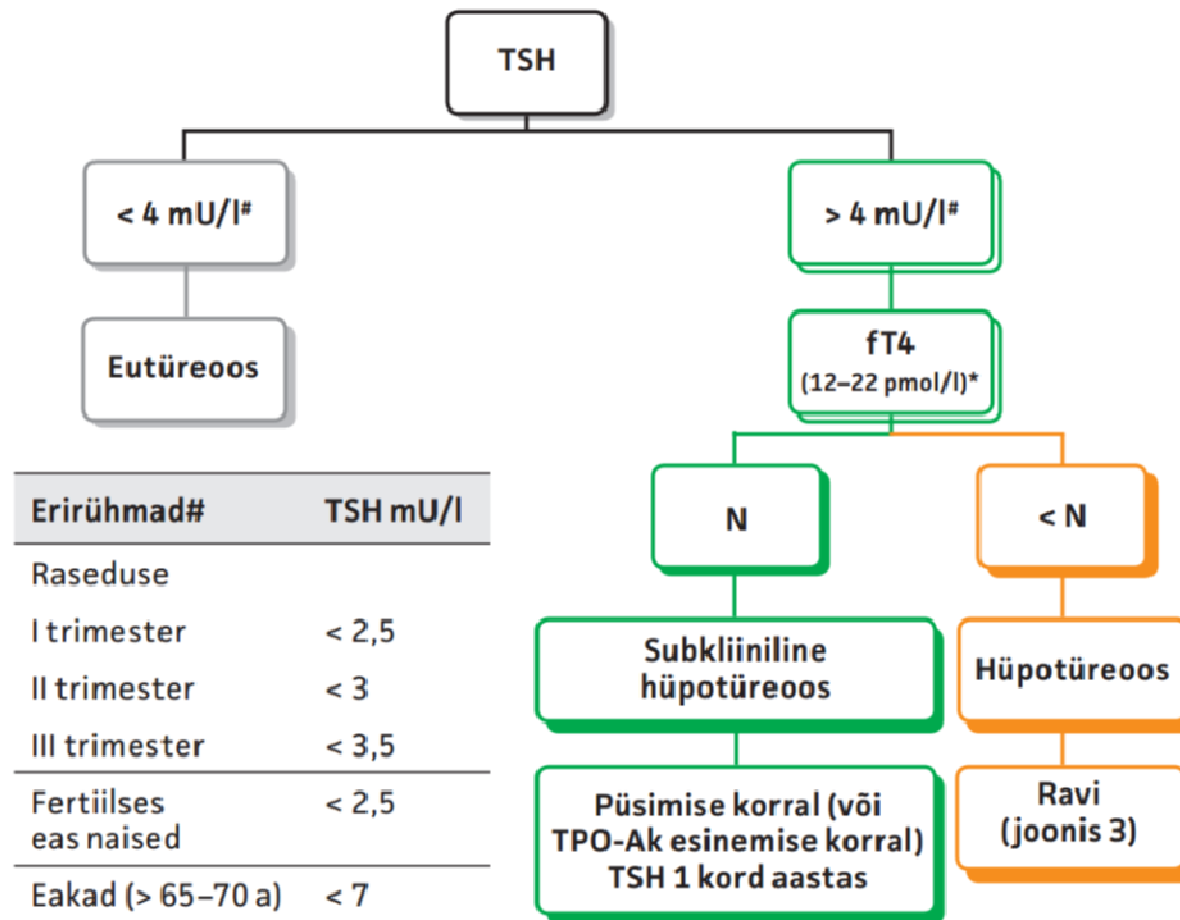 TSH
< 4 mU/l#
> 4 mU/l#
Eutüreoos
fT4
(12–22 pmol/l)*
N
< N
Subkliiniline
hüpotüreoos
Hüpotüreoos
Püsimise korral (või
TPO-Ak esinemise korral)
TSH 1 kord aastas
Ravi
(joonis 3)
Erirühmad# TSH mU/l
Raseduse
I trimester < 2,5
II trimester < 3
III trimester < 3,5
Fertiilses < 2,5
eas naised
Eakad (> 65–70 a) < 7